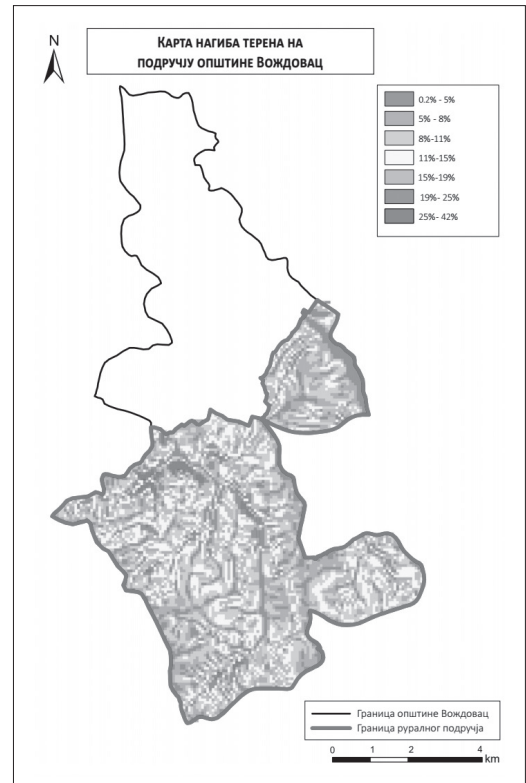 N
КАРТА НАГИБА ТЕРЕНА НА
ПОДРУЧЈУ ОПШТИНЕ ВОЖДОВАЦ
0.2% - 5%
5% - 8%
8%-11%
11%-15%
15%-19%
19%- 25%
25%- 42%
Граница општине Вождовац
Граница руралног подручја
0 1 2 4
km